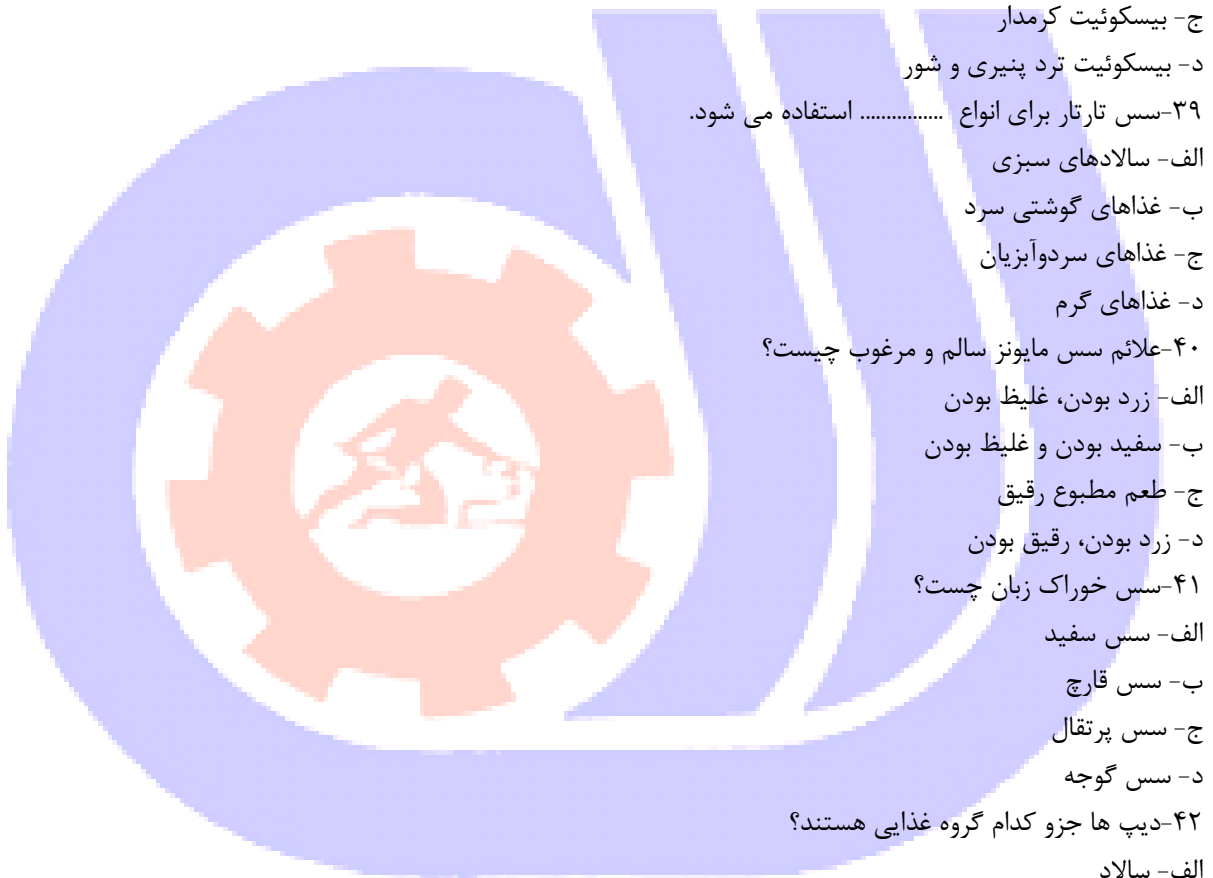 ج- بیسکوئیت کرمدار
د- بیسکوئیت ترد پنیری و شور
۳۹-سس تارتار برای انواع ................ استفاده می شود.
الف- سالادهای سبزی
ب- غذاهای گوشتی سرد
ج- غذاهای سردوآبزیان
د- غذاهای گرم
۴۰-علائم سس مایونز سالم و مرغوب چیست؟
الف- زرد بودن، غلیظ بودن
ب- سفید بودن و غلیظ بودن
ج- طعم مطبوع رقیق
د- زرد بودن، رقیق بودن
۴۱-سس خوراک زبان چست؟
الف- سس سفید
ب- سس قارچ
ج- سس پرتقال
د- سس گوجه
۴۲-دیپ ها جزو کدام گروه غذایی هستند؟
الف- سالاد